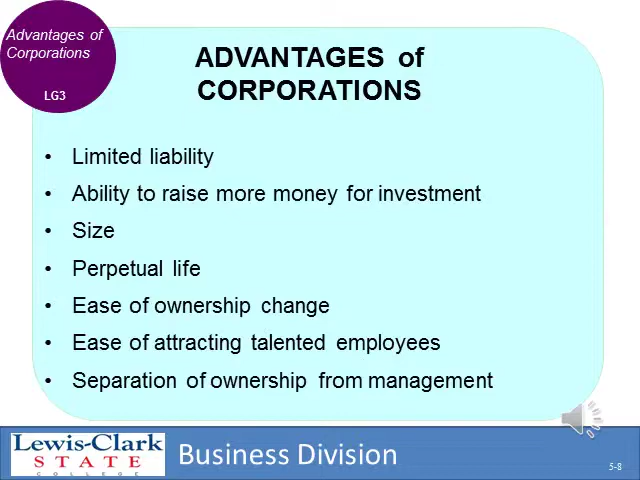 Advantages of
Corporations
LG3
ADVANTAGES of
CORPORATIONS
• Limited liability
• Ability to raise more money for investment
• Size
• Perpetual life
• Ease of ownership change
• Ease of attracting talented employees
• Separation of ownership from management
Lewis-Clark
STATE
COLLEGE
Business Division
5-8